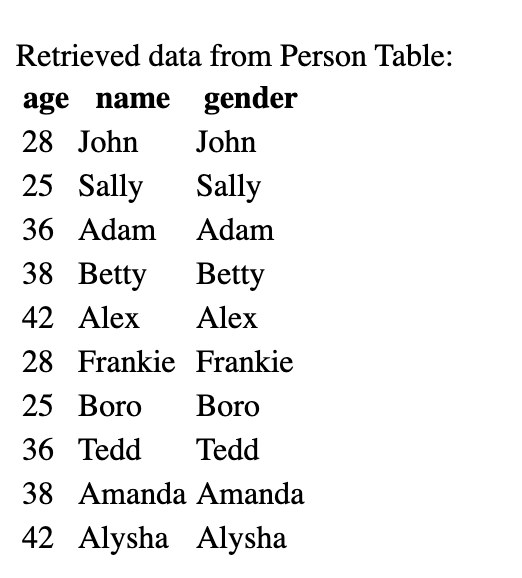 Retrieved data from Person Table:
age name gender
28 John John
25 Sally Sally
36 Adam Adam
38 Betty Betty
42 Alex Alex
28 Frankie Frankie
25 Boro Boro
36 Tedd Tedd
38 Amanda Amanda
42 Alysha Alysha